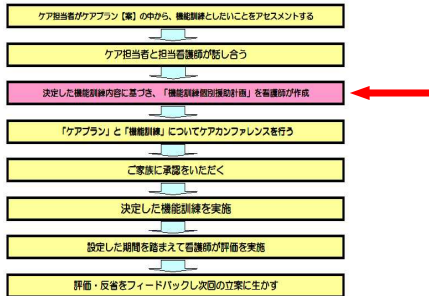 ケア担当者がケアプラン【案】の中から、機能訓練としたいことをアセスメントする
ケア担当者と担当看護師が話し合う
決定した機能訓練内容に基づき、「機能訓練個別援助計画」を看護師が作成
「ケアプラン」と「機能訓練」についてケアカンファレンスを行う
ご家族に承認をいただく
決定した機能訓練を実施
設定した期間を踏まえて看護師が評価を実施
評価・反省をフィードバックし次回の立案に生かす